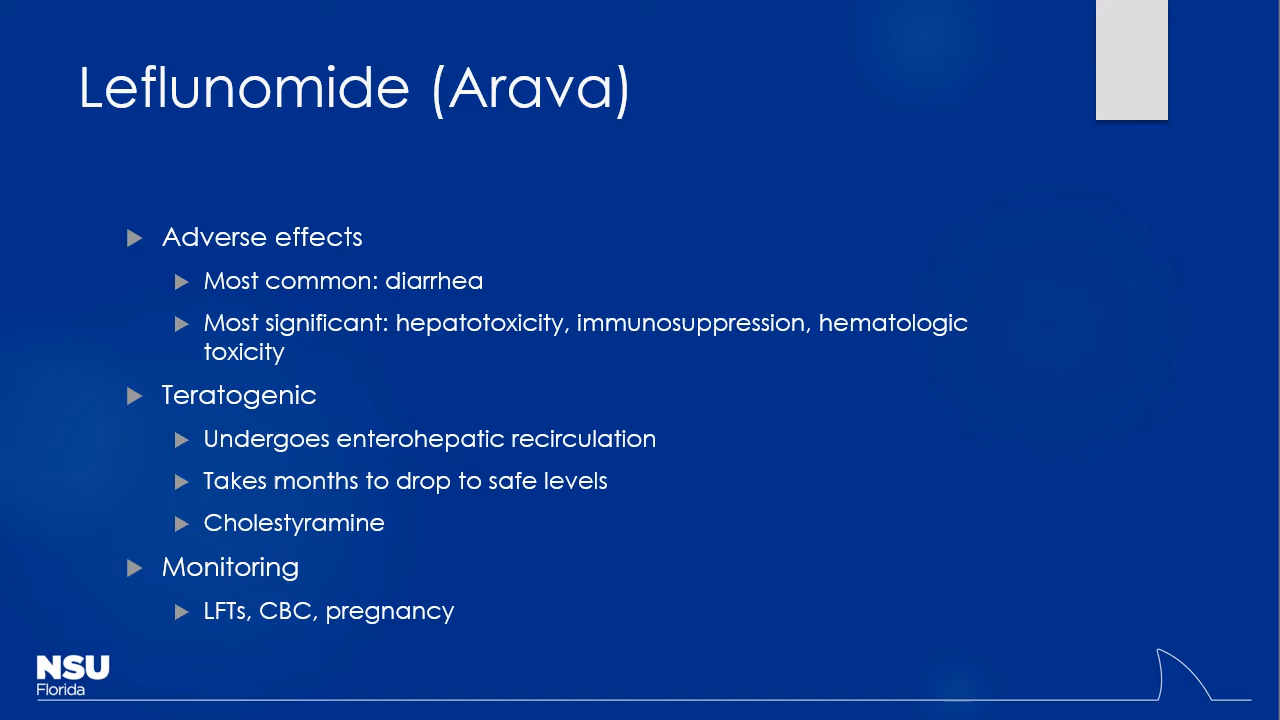 Leflunomide (Arava)
Adverse effects
Most common: diarrhea
Most significant: hepatotoxicity, immunosuppression, hematologic
toxicity
Teratogenic
Undergoes enterohepatic recirculation
Takes months to drop to safe levels
Cholestyramine
Monitoring
LFTs, CBC, pregnancy
NSU
Florida